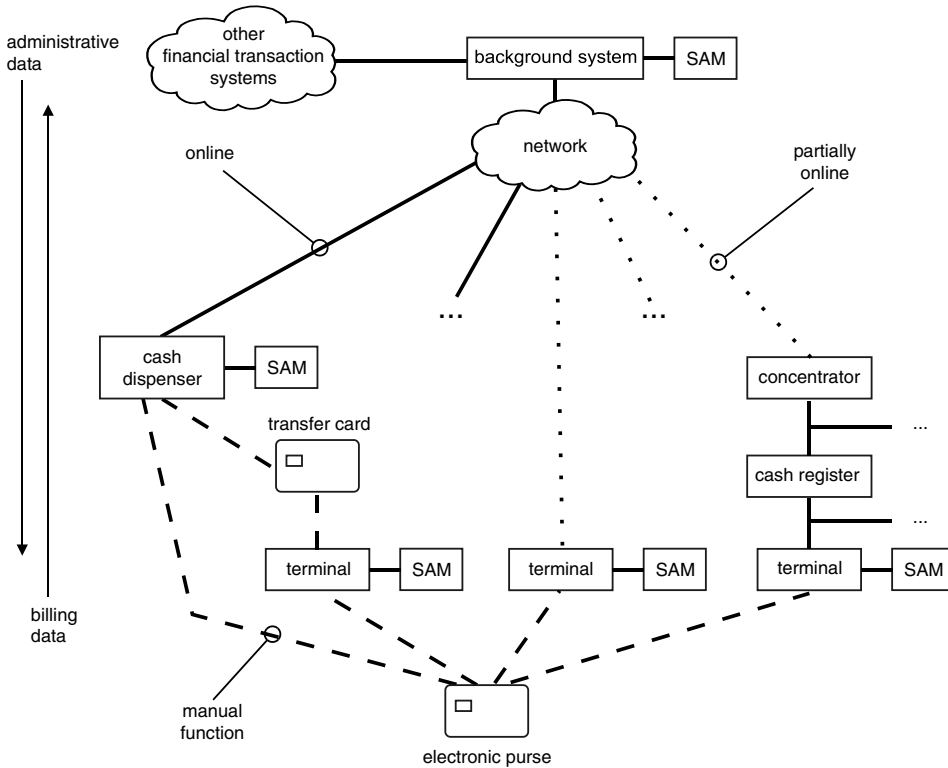 administrative
data
other
financial transaction
systems
background system
SAM
network
online
partially
online
...
...
cash
dispenser
SAM
concentrator
transfer card
...
cash register
...
terminal
SAM
terminal
SAM
terminal
SAM
billing
data
manual
function
electronic purse